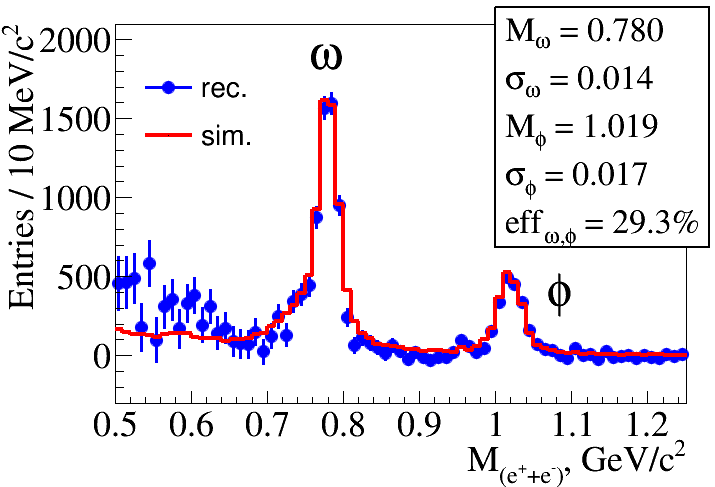 Entries / 10 MeV/c²
2000
1500
1000
500
0
ω
rec.
sim.
ϕ
M_ω = 0.780
σ_ω = 0.014
M_ϕ = 1.019
σ_ϕ = 0.017
eff_ω,ϕ = 29.3%
0.5 0.6 0.7 0.8 0.9 1 1.1 1.2
M_(e⁺+e⁻), GeV/c²